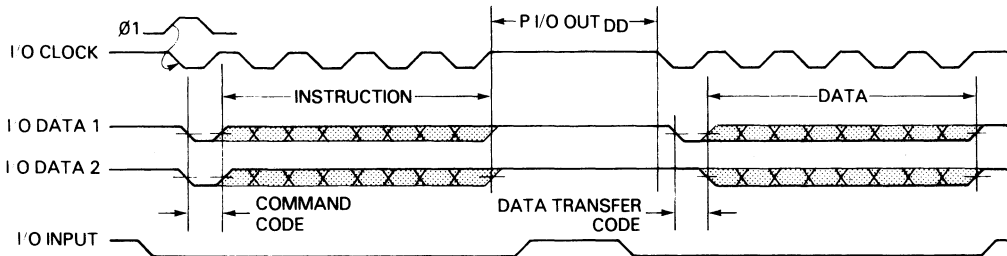 Ø1
P I/O OUT DD
I/O CLOCK
INSTRUCTION
DATA
I O DATA 1
I O DATA 2
COMMAND
CODE
DATA TRANSFER
CODE
I/O INPUT